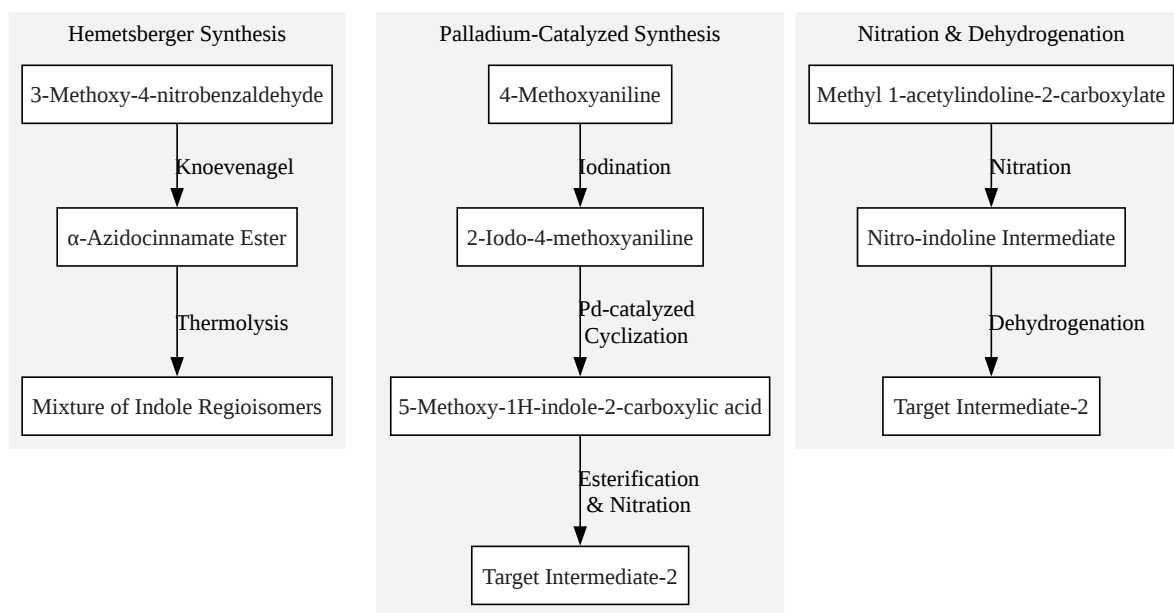 Hemetsberger Synthesis
3-Methoxy-4-nitrobenzaldehyde
Knoevenagel
α-Azidocinnamate Ester
Thermolysis
Mixture of Indole Regioisomers
Palladium-Catalyzed Synthesis
4-Methoxyaniline
Iodination
2-Iodo-4-methoxyaniline
Pd-catalyzed
Cyclization
5-Methoxy-1H-indole-2-carboxylic acid
Esterification
& Nitration
Target Intermediate-2
Nitration & Dehydrogenation
Methyl 1-acetylindoline-2-carboxylate
Nitration
Nitro-indoline Intermediate
Dehydrogenation
Target Intermediate-2